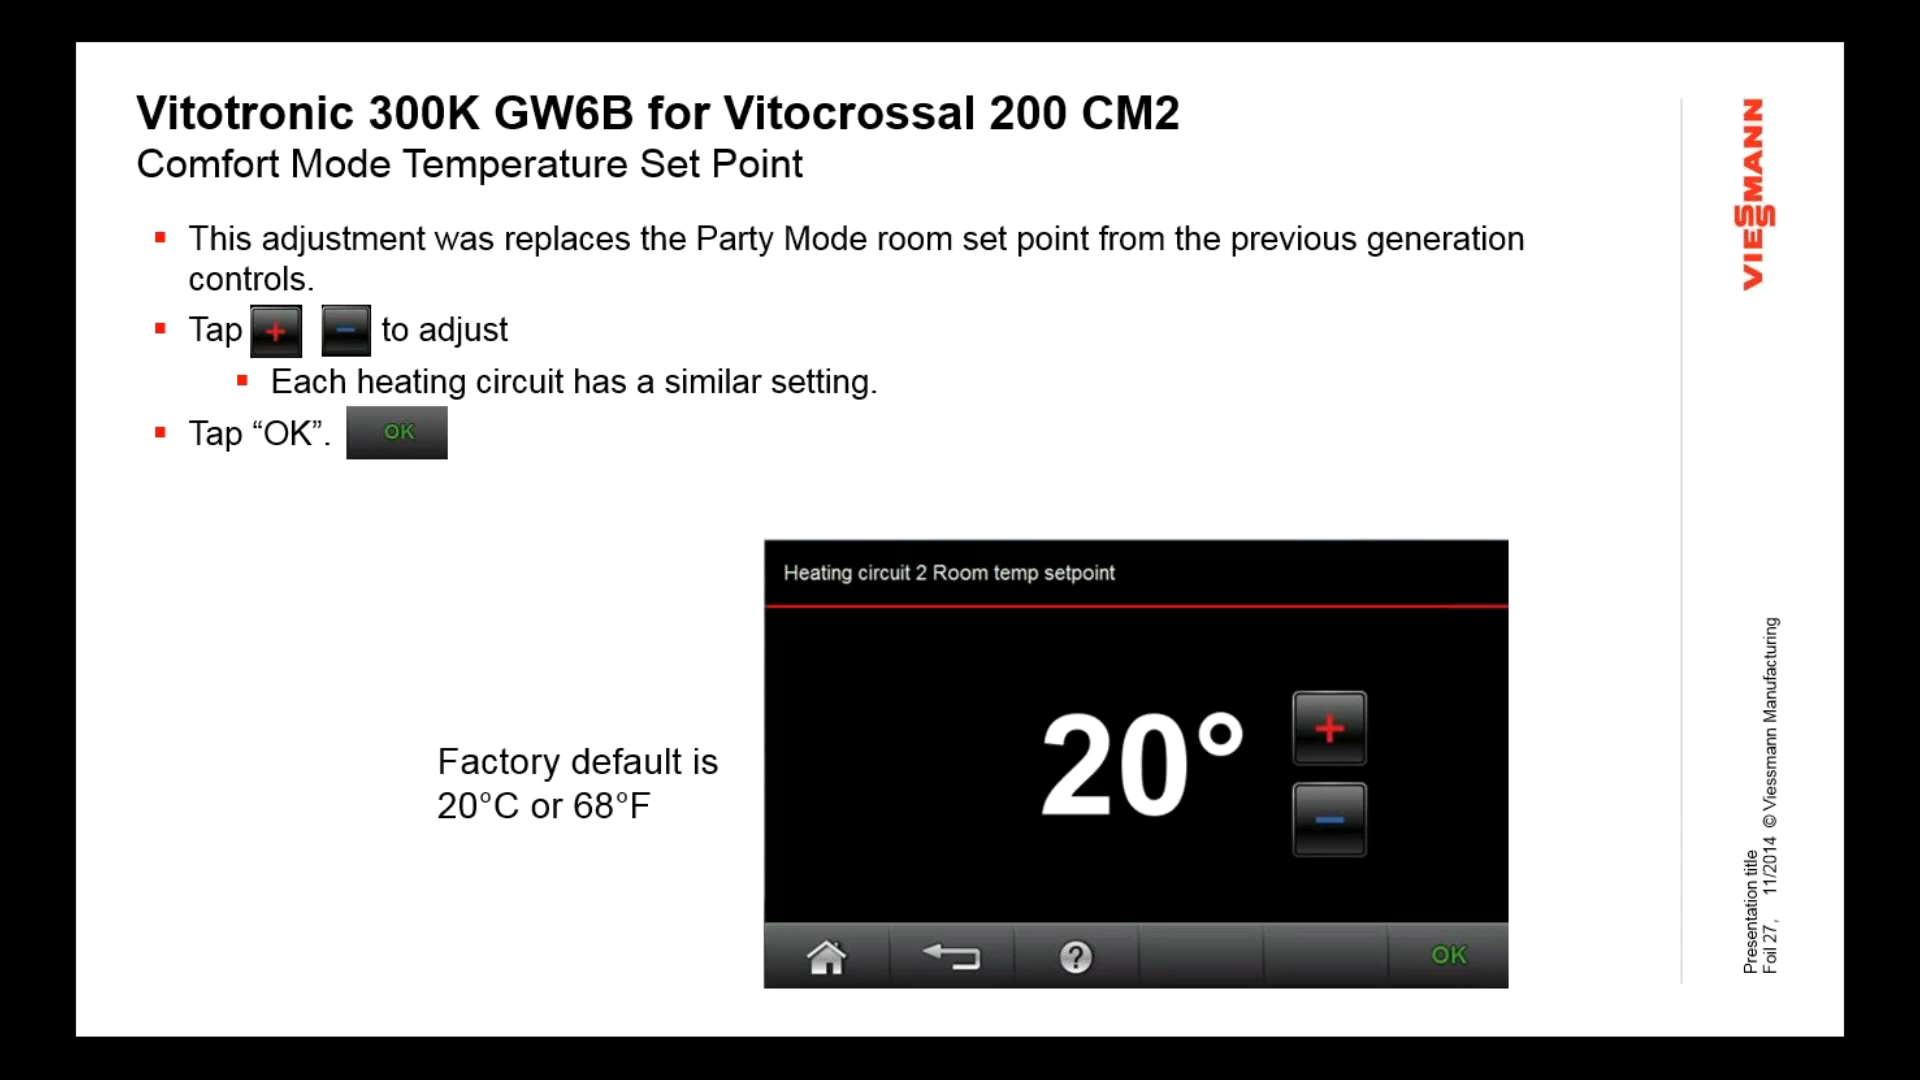 Vitotronic 300K GW6B for Vitocrossal 200 CM2
Comfort Mode Temperature Set Point
This adjustment was replaces the Party Mode room set point from the previous generation
controls.
Tap + − to adjust
Each heating circuit has a similar setting.
Tap “OK”. OK
Heating circuit 2 Room temp setpoint
20°
+
−
Factory default is
20°C or 68°F
?
OK
VIESSMANN
Presentation title
Foil 27, 11/2014 © Viessmann Manufacturing